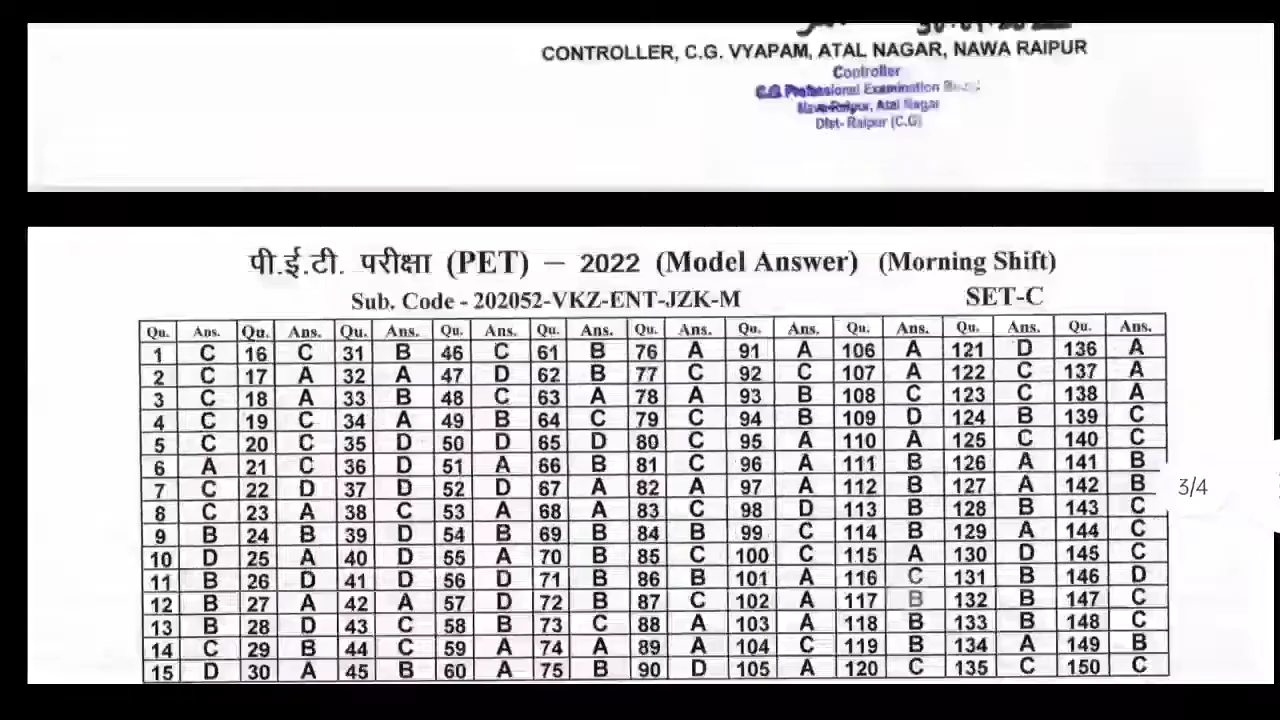 CONTROLLER, C.G. VYAPAM, ATAL NAGAR, NAWA RAIPUR
Controller
C.G. Professional Examination
Nava Raipur, Atal Nagar
Dist- Raipur (C.G)
पी.ई.टी. परीक्षा (PET) – 2022 (Model Answer) (Morning Shift)
Sub. Code - 202052-VKZ-ENT-JZK-M SET-C
Qu. Ans. Qu. Ans. Qu. Ans. Qu. Ans. Qu. Ans. Qu. Ans. Qu. Ans. Qu. Ans. Qu. Ans. Qu. Ans.
1 C 16 C 31 B 46 C 61 B 76 A 91 A 106 A 121 D 136 A
2 C 17 A 32 A 47 D 62 B 77 C 92 C 107 A 122 C 137 A
3 C 18 A 33 B 48 C 63 A 78 A 93 B 108 C 123 C 138 A
4 C 19 C 34 A 49 B 64 C 79 C 94 B 109 D 124 B 139 C
5 C 20 C 35 D 50 D 65 D 80 C 95 A 110 A 125 C 140 C
6 A 21 C 36 D 51 A 66 B 81 C 96 A 111 B 126 A 141 B
7 C 22 D 37 D 52 D 67 A 82 A 97 A 112 B 127 A 142 B
8 C 23 A 38 C 53 A 68 A 83 C 98 D 113 B 128 B 143 C
9 B 24 B 39 D 54 B 69 B 84 B 99 C 114 B 129 A 144 C
10 D 25 A 40 D 55 A 70 B 85 C 100 C 115 A 130 D 145 C
11 B 26 D 41 D 56 D 71 B 86 B 101 A 116 C 131 B 146 D
12 B 27 A 42 A 57 D 72 B 87 C 102 A 117 B 132 B 147 C
13 B 28 D 43 C 58 B 73 C 88 A 103 A 118 B 133 B 148 C
14 C 29 B 44 C 59 A 74 A 89 A 104 C 119 B 134 A 149 B
15 D 30 A 45 B 60 A 75 B 90 D 105 A 120 C 135 C 150 C
3/4